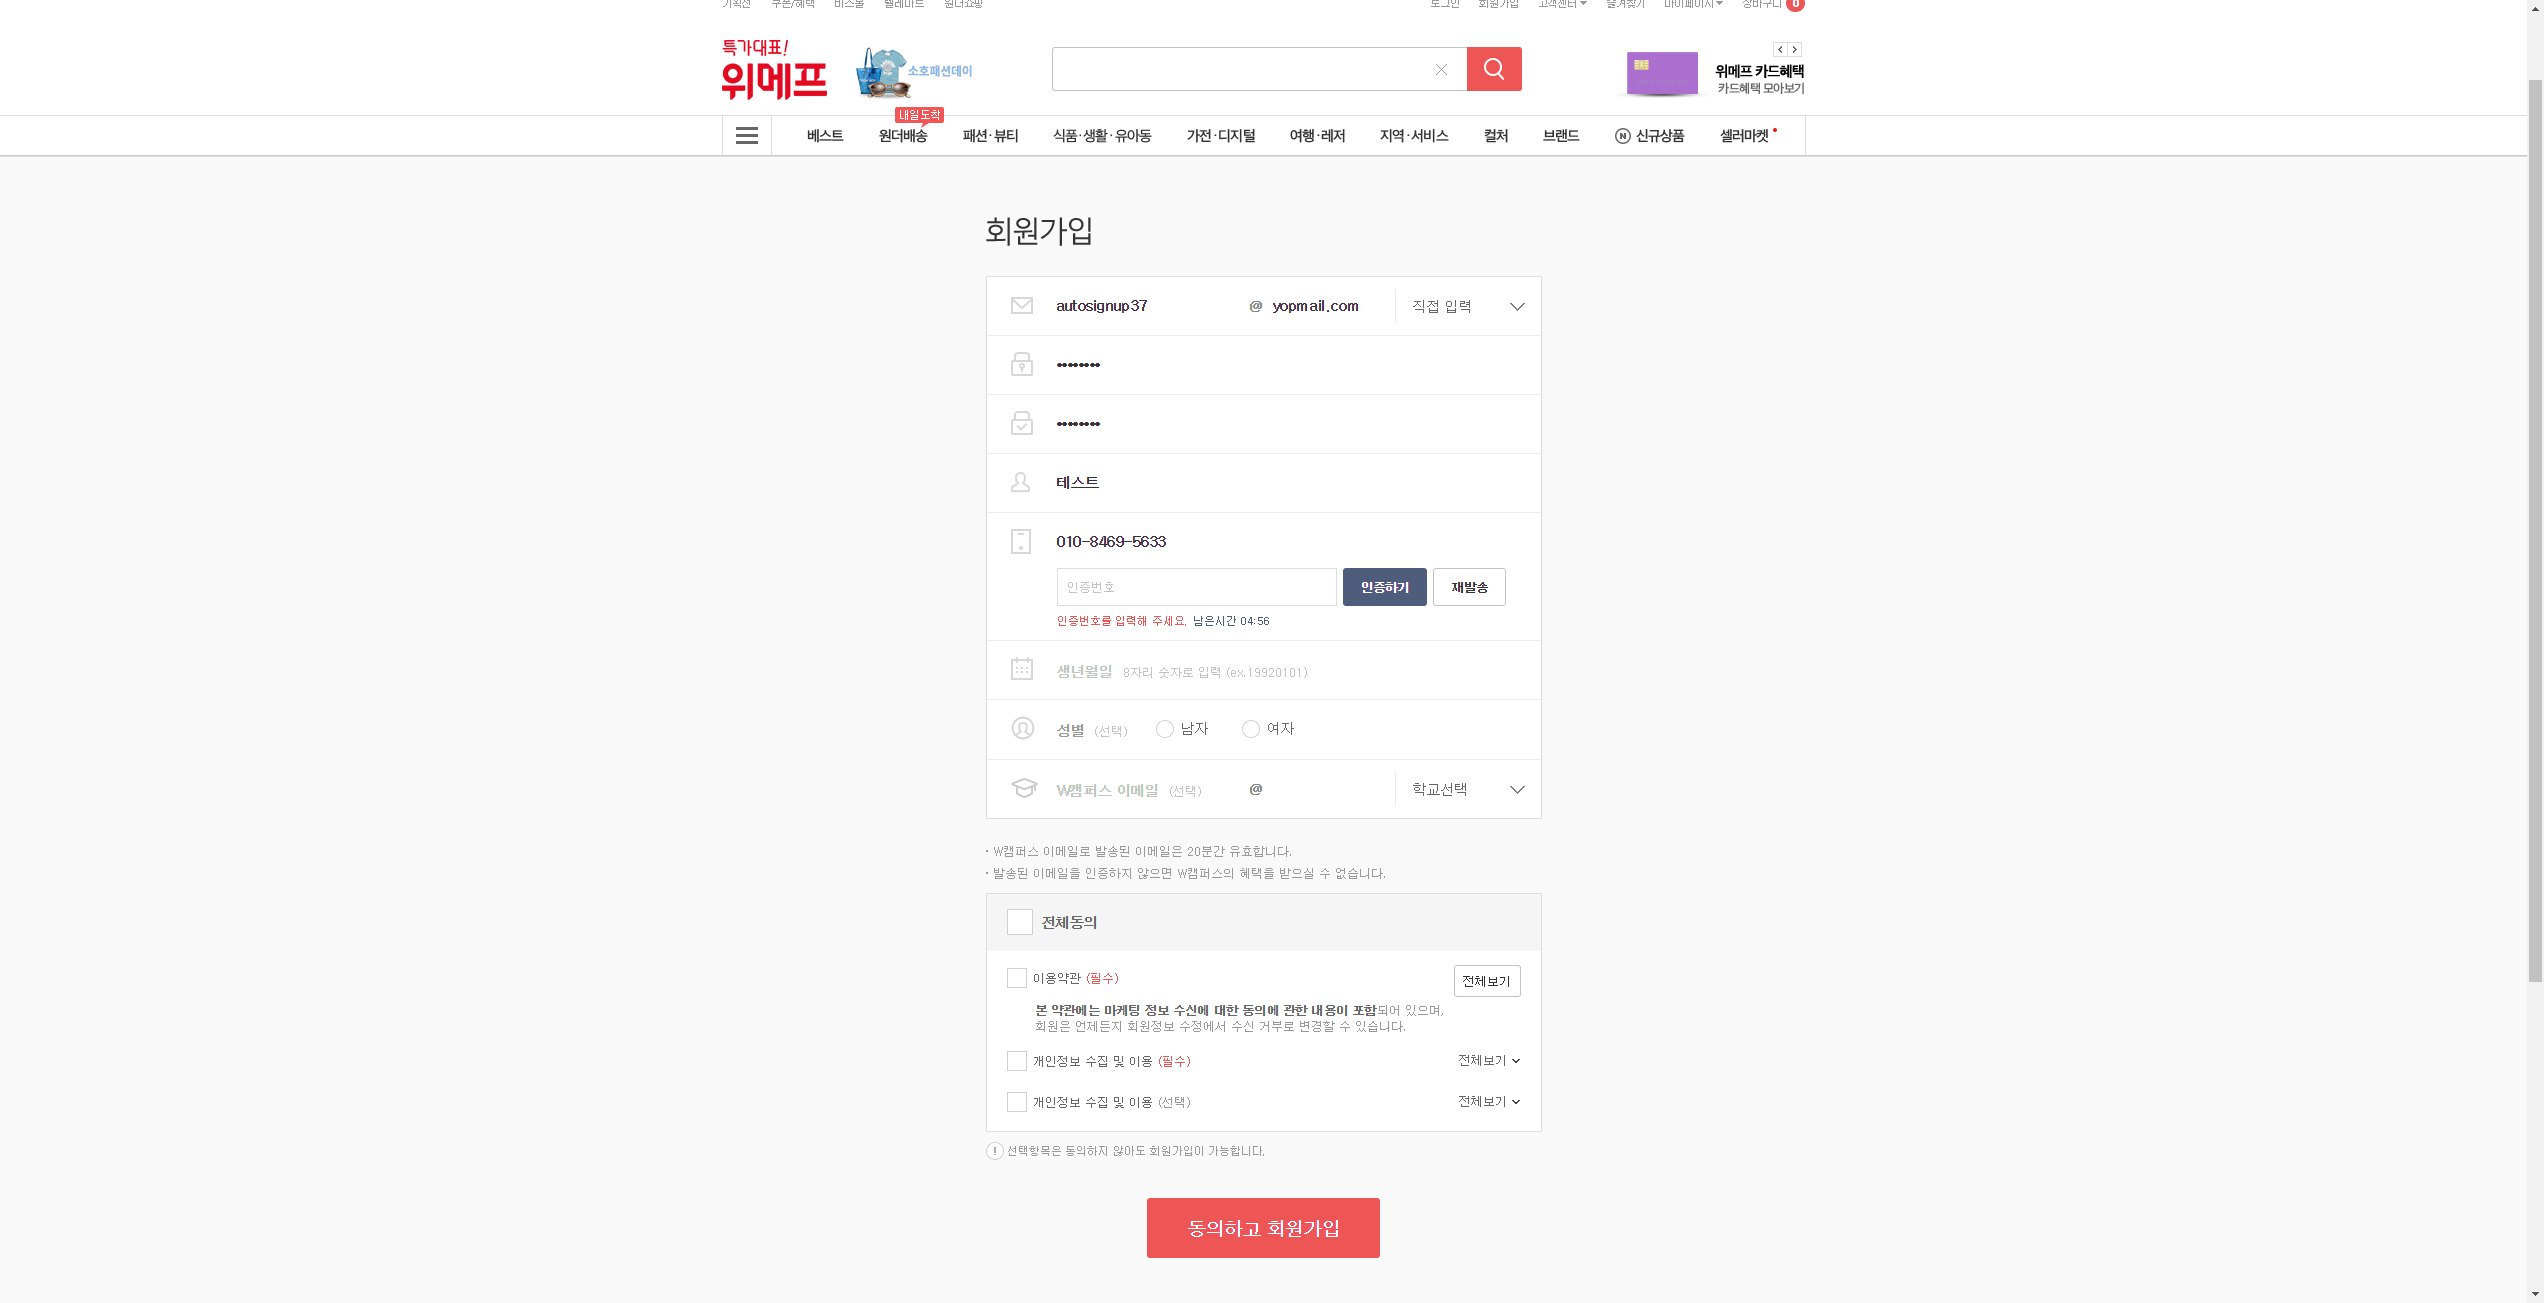 기획전 쿠폰/혜택 비즈몰 텔레마트 원더쇼핑 로그인 회원가입 고객센터 즐겨찾기 마이페이지 장바구니 0
특가대표!
위메프
소호패션데이
위메프 카드혜택
카드혜택 모아보기
내일도착
베스트 원더배송 패션·뷰티 식품·생활·유아동 가전·디지털 여행·레저 지역·서비스 컬처 브랜드 N 신규상품 셀러마켓
회원가입
autosignup37 @ yopmail.com 직접 입력
••••••••
••••••••
테스트
010-8469-5633
인증번호 인증하기 재발송
인증번호를 입력해 주세요. 남은시간 04:56
생년월일 8자리 숫자로 입력 (ex.19920101)
성별 (선택) 남자 여자
W캠퍼스 이메일 (선택) @ 학교선택
· W캠퍼스 이메일로 발송된 이메일은 20분간 유효합니다.
· 발송된 이메일을 인증하지 않으면 W캠퍼스의 혜택을 받으실 수 없습니다.
전체동의
이용약관 (필수) 전체보기
본 약관에는 마케팅 정보 수신에 대한 동의에 관한 내용이 포함되어 있으며,
회원은 언제든지 회원정보 수정에서 수신 거부로 변경할 수 있습니다.
개인정보 수집 및 이용 (필수) 전체보기
개인정보 수집 및 이용 (선택) 전체보기
! 선택항목은 동의하지 않아도 회원가입이 가능합니다.
동의하고 회원가입